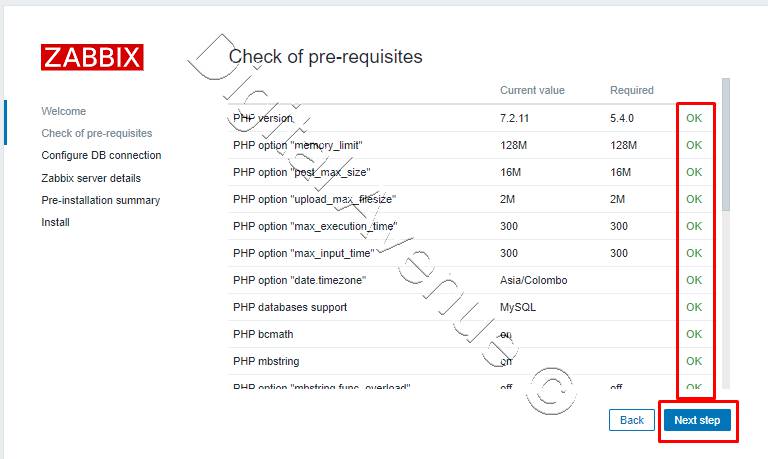 ZABBIX
Welcome
Check of pre-requisites
Configure DB connection
Zabbix server details
Pre-installation summary
Install
Check of pre-requisites
Current value Required
PHP version 7.2.11 5.4.0 OK
PHP option "memory_limit" 128M 128M OK
PHP option "post_max_size" 16M 16M OK
PHP option "upload_max_filesize" 2M 2M OK
PHP option "max_execution_time" 300 300 OK
PHP option "max_input_time" 300 300 OK
PHP option "date.timezone" Asia/Colombo OK
PHP databases support MySQL OK
PHP bcmath on OK
PHP mbstring on OK
PHP option "mbstring.func_overload" off off OK
Back Next step
Digital Avenue @